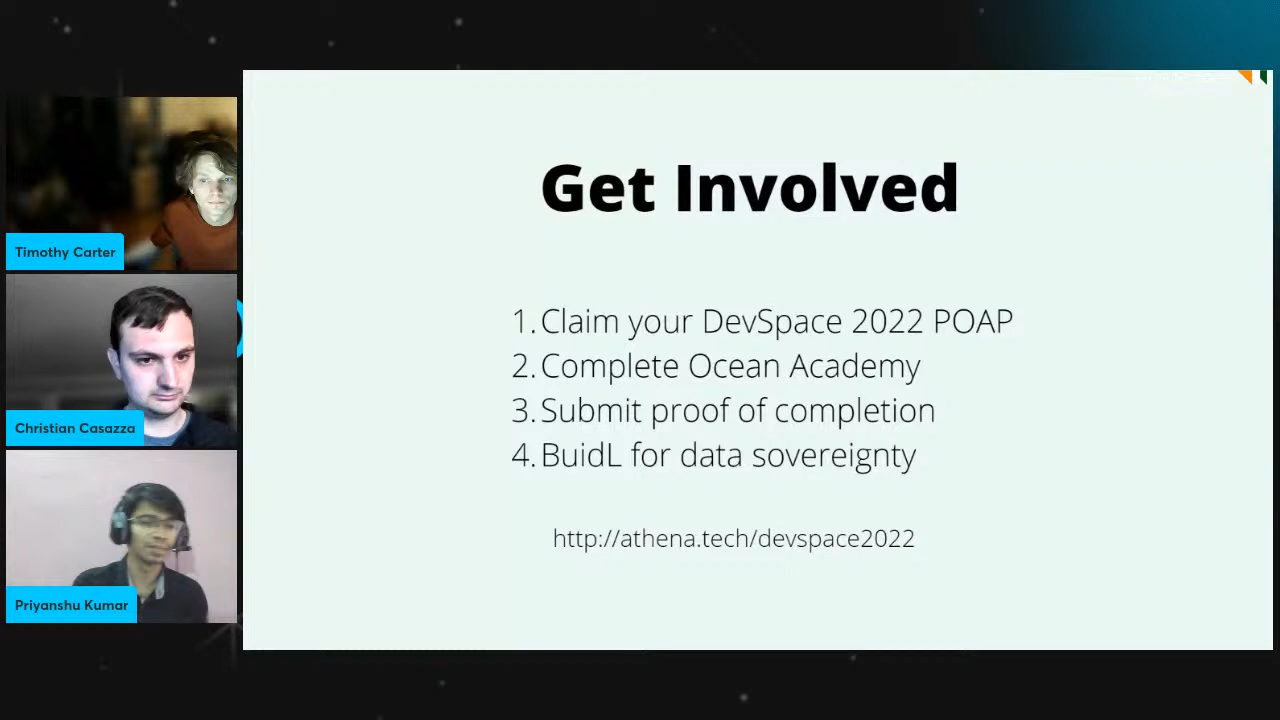 Timothy Carter
Christian Casazza
Priyanshu Kumar
Get Involved
1. Claim your DevSpace 2022 POAP
2. Complete Ocean Academy
3. Submit proof of completion
4. BuidL for data sovereignty
http://athena.tech/devspace2022